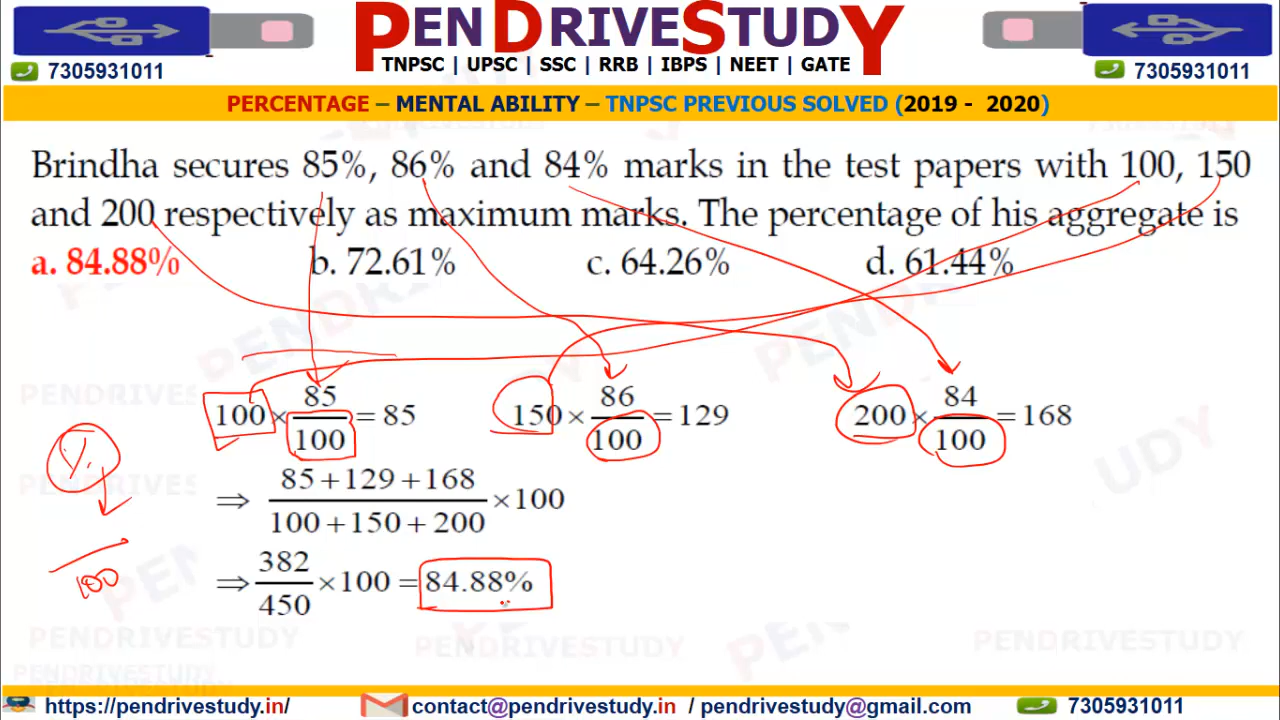 PENDRIVESTUDY
TNPSC | UPSC | SSC | RRB | IBPS | NEET | GATE
7305931011
7305931011
PERCENTAGE – MENTAL ABILITY – TNPSC PREVIOUS SOLVED (2019 - 2020)
Brindha secures 85%, 86% and 84% marks in the test papers with 100, 150
and 200 respectively as maximum marks. The percentage of his aggregate is
a. 84.88% b. 72.61% c. 64.26% d. 61.44%
100 × 85/100 = 85 150 × 86/100 = 129 200 × 84/100 = 168
⇒ 85 + 129 + 168 / 100 + 150 + 200 × 100
⇒ 382/450 × 100 = 84.88%
%
100
PENDRIVESTUDY
PENDRIVESTUDY
PENDRIVESTUDY
https://pendrivestudy.in/ contact@pendrivestudy.in / pendrivestudy@gmail.com 7305931011